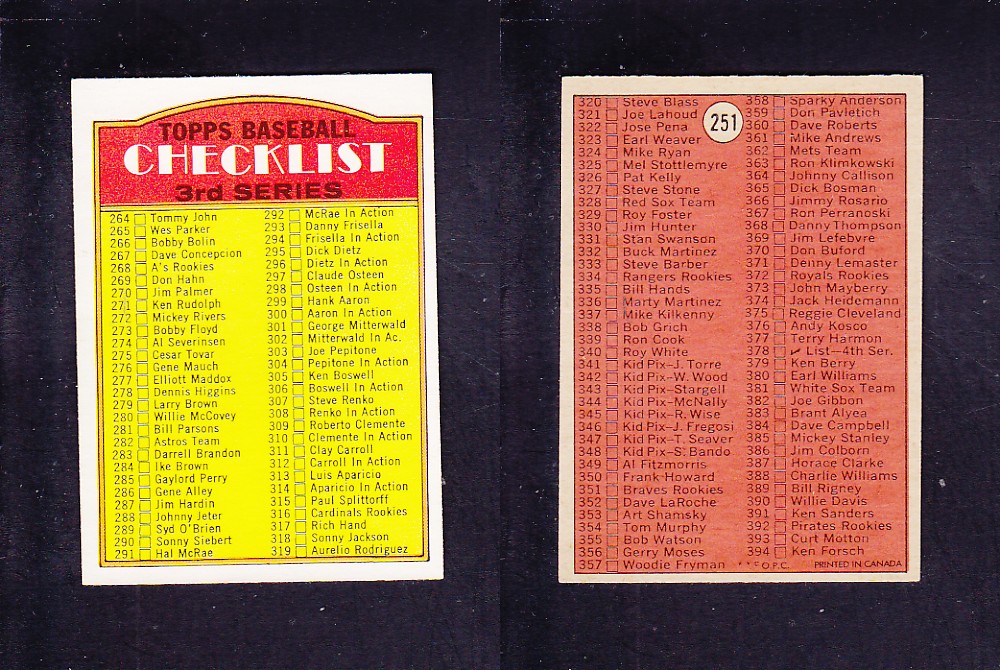 TOPPS BASEBALL
CHECKLIST
3rd SERIES
264 Tommy John
265 Wes Parker
266 Bobby Bolin
267 Dave Concepcion
268 A's Rookies
269 Don Hahn
270 Jim Palmer
271 Ken Rudolph
272 Mickey Rivers
273 Bobby Floyd
274 Al Severinsen
275 Cesar Tovar
276 Gene Mauch
277 Elliott Maddox
278 Dennis Higgins
279 Larry Brown
280 Willie McCovey
281 Bill Parsons
282 Astros Team
283 Darrell Brandon
284 Ike Brown
285 Gaylord Perry
286 Gene Alley
287 Jim Hardin
288 Johnny Jeter
289 Syd O'Brien
290 Sonny Siebert
291 Hal McRae
292 McRae In Action
293 Danny Frisella
294 Frisella In Action
295 Dick Dietz
296 Dietz In Action
297 Claude Osteen
298 Osteen In Action
299 Hank Aaron
300 Aaron In Action
301 George Mitterwald
302 Mitterwald In Ac.
303 Joe Pepitone
304 Pepitone In Action
305 Ken Boswell
306 Boswell In Action
307 Steve Renko
308 Renko In Action
309 Roberto Clemente
310 Clemente In Action
311 Clay Carroll
312 Carroll In Action
313 Luis Aparicio
314 Aparicio In Action
315 Paul Splittorff
316 Cardinals Rookies
317 Rich Hand
318 Sonny Jackson
319 Aurelio Rodriguez
251
320 Steve Blass
321 Joe Lahoud
322 Jose Pena
323 Earl Weaver
324 Mike Ryan
325 Mel Stottlemyre
326 Pat Kelly
327 Steve Stone
328 Red Sox Team
329 Roy Foster
330 Jim Hunter
331 Stan Swanson
332 Buck Martinez
333 Steve Barber
334 Rangers Rookies
335 Bill Hands
336 Marty Martinez
337 Mike Kilkenny
338 Bob Grich
339 Ron Cook
340 Roy White
341 Kid Pix—J. Torre
342 Kid Pix—W. Wood
343 Kid Pix—Stargell
344 Kid Pix—McNally
345 Kid Pix—R. Wise
346 Kid Pix—J. Fregosi
347 Kid Pix—T. Seaver
348 Kid Pix—S. Bando
349 Al Fitzmorris
350 Frank Howard
351 Braves Rookies
352 Dave LaRoche
353 Art Shamsky
354 Tom Murphy
355 Bob Watson
356 Gerry Moses
357 Woodie Fryman
358 Sparky Anderson
359 Don Pavletich
360 Dave Roberts
361 Mike Andrews
362 Mets Team
363 Ron Klimkowski
364 Johnny Callison
365 Dick Bosman
366 Jimmy Rosario
367 Ron Perranoski
368 Danny Thompson
369 Jim Lefebvre
370 Don Buford
371 Denny Lemaster
372 Royals Rookies
373 John Mayberry
374 Jack Heidemann
375 Reggie Cleveland
376 Andy Kosco
377 Terry Harmon
378 ✓ List—4th Ser.
379 Ken Berry
380 Earl Williams
381 White Sox Team
382 Joe Gibbon
383 Brant Alyea
384 Dave Campbell
385 Mickey Stanley
386 Jim Colborn
387 Horace Clarke
388 Charlie Williams
389 Bill Rigney
390 Willie Davis
391 Ken Sanders
392 Pirates Rookies
393 Curt Motton
394 Ken Forsch
* * © O.P.C. PRINTED IN CANADA